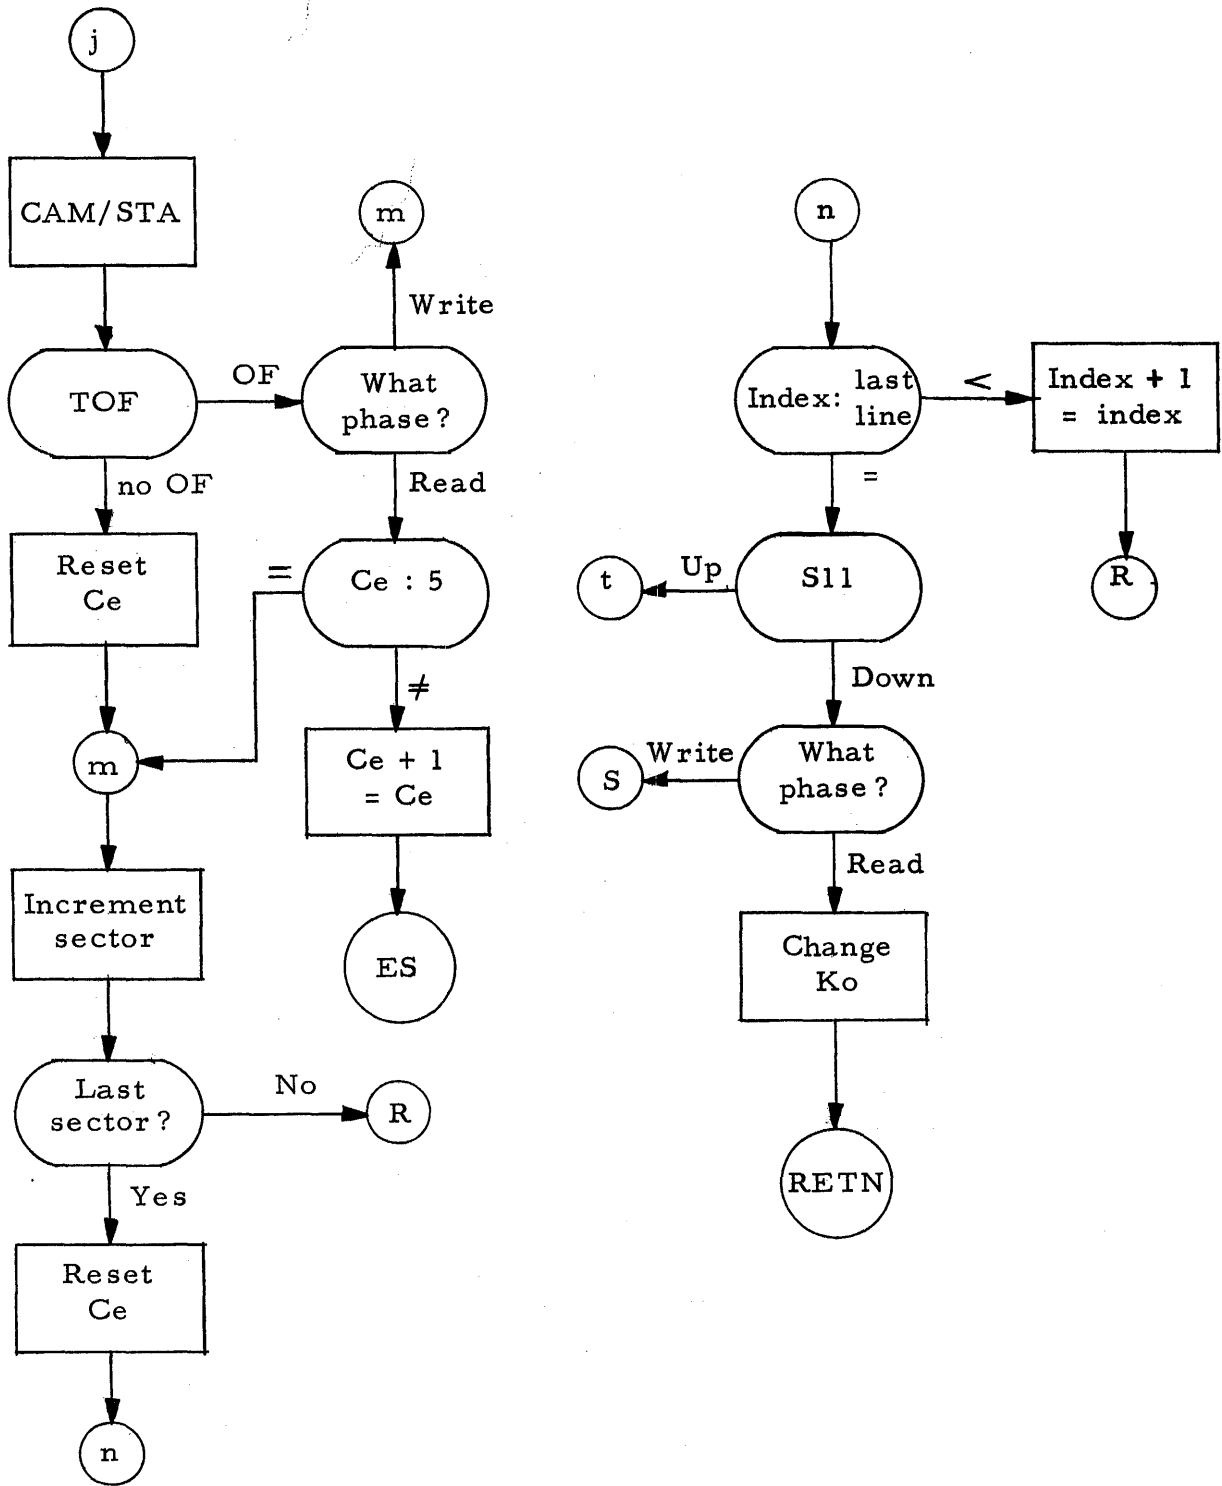 j
CAM/STA
TOF
OF
no OF
What
phase?
Write
m
Read
Reset
Ce
=
Ce : 5
≠
Ce + 1
= Ce
ES
m
Increment
sector
Last
sector?
No
R
Yes
Reset
Ce
n
n
Index: last
line
<
Index + 1
= index
R
=
S11
Up
t
Down
What
phase?
Write
S
Read
Change
Ko
RETN